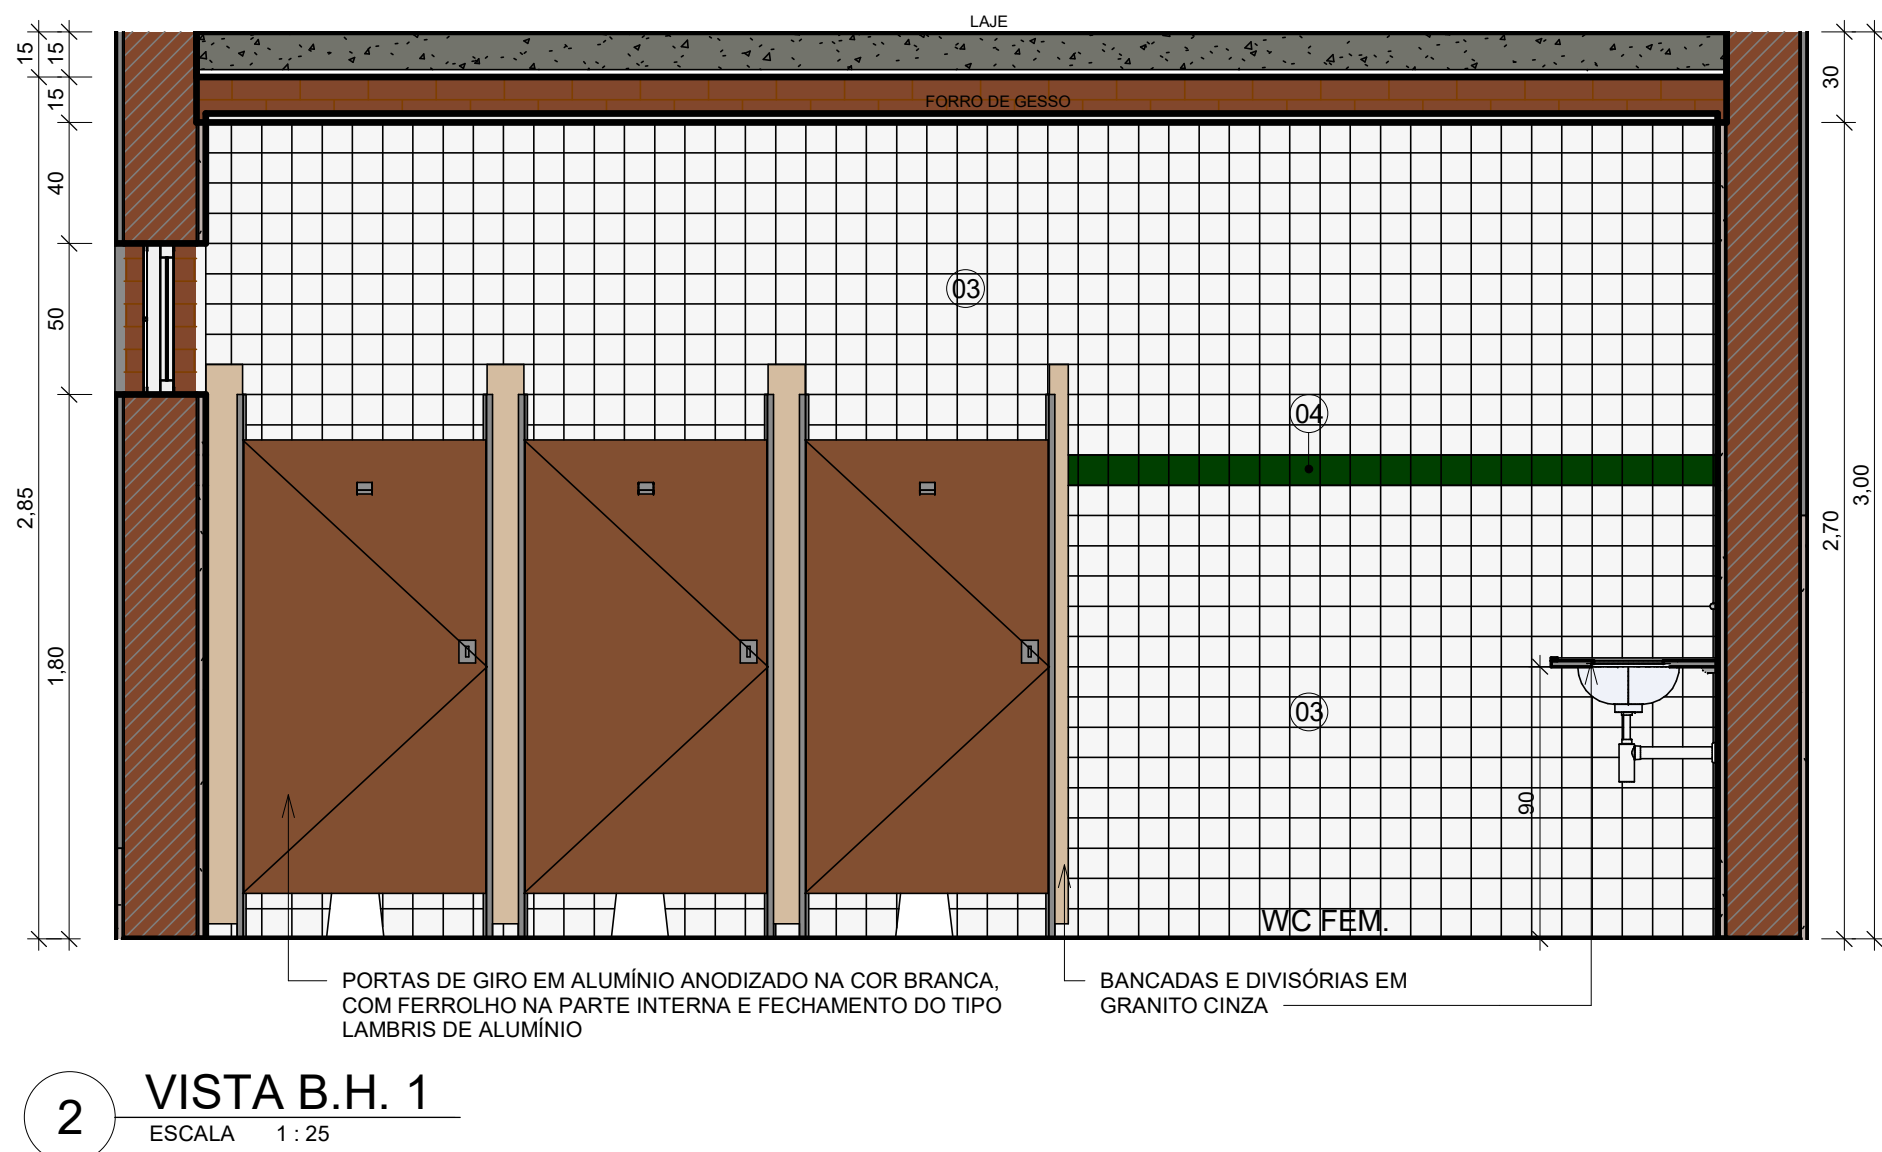 LAJE
15
15
15
30
FORRO DE GESSO
40
03
50
04
2,85
3,00
2,70
1,80
03
90
WC FEM.
PORTAS DE GIRO EM ALUMÍNIO ANODIZADO NA COR BRANCA,
COM FERROLHO NA PARTE INTERNA E FECHAMENTO DO TIPO
LAMBRIS DE ALUMÍNIO
BANCADAS E DIVISÓRIAS EM
GRANITO CINZA
2
VISTA B.H. 1
ESCALA 1 : 25